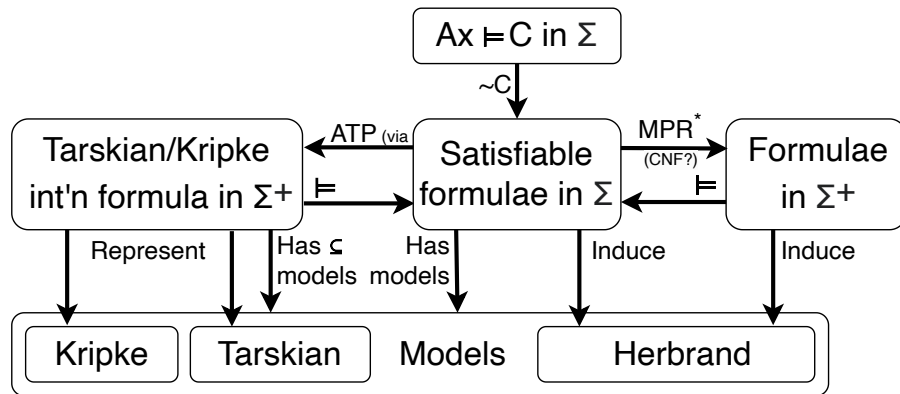 Ax ⊨ C in Σ
~C
ATP (via
MPR*
(CNF?)
Tarskian/Kripke
int'n formula in Σ+
⊨
Satisfiable
formulae in Σ
⊨
Formulae
in Σ+
Represent
Has ⊆
models
Has
models
Induce
Induce
Kripke
Tarskian
Models
Herbrand